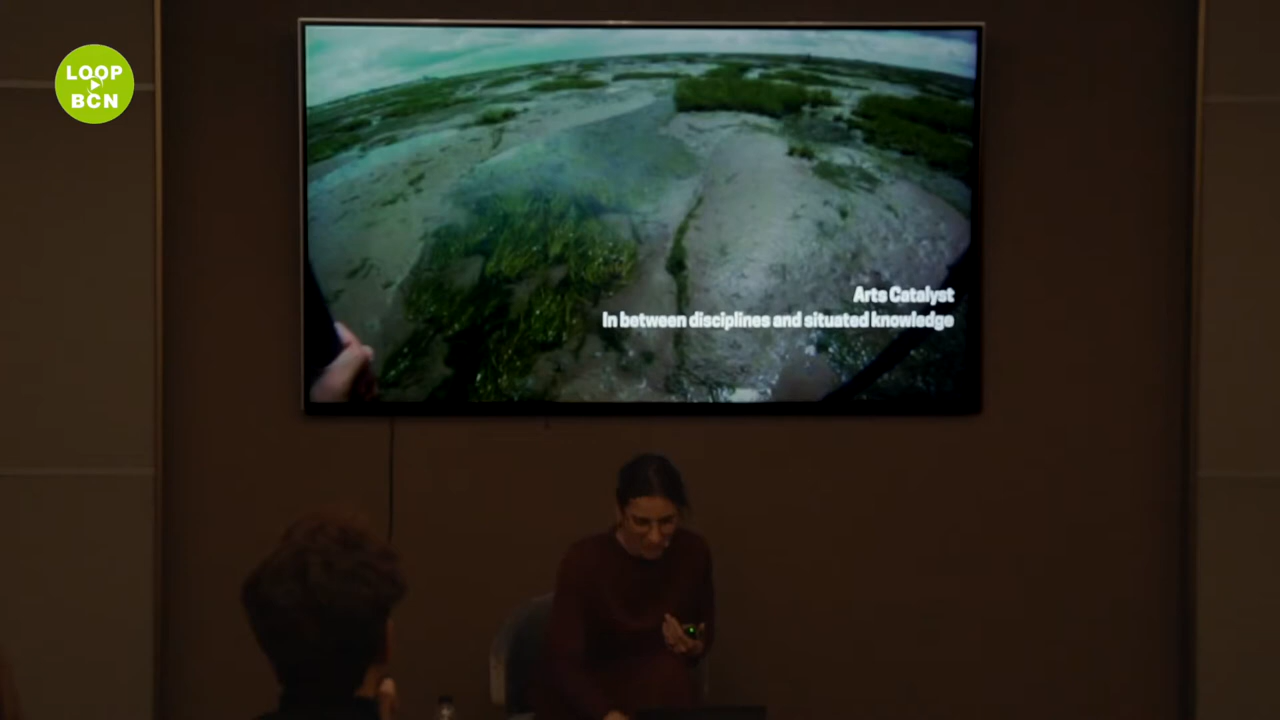 LOOP
BCN
Arts Catalyst
In between disciplines and situated knowledge